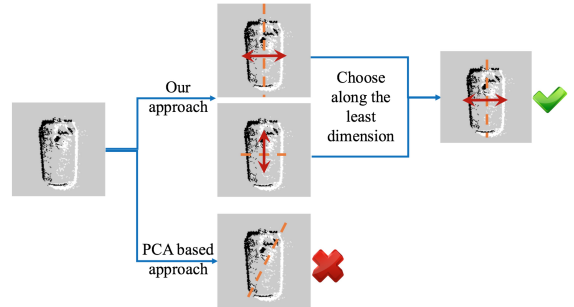 Our
approach
Choose
along the
least
dimension
PCA based
approach